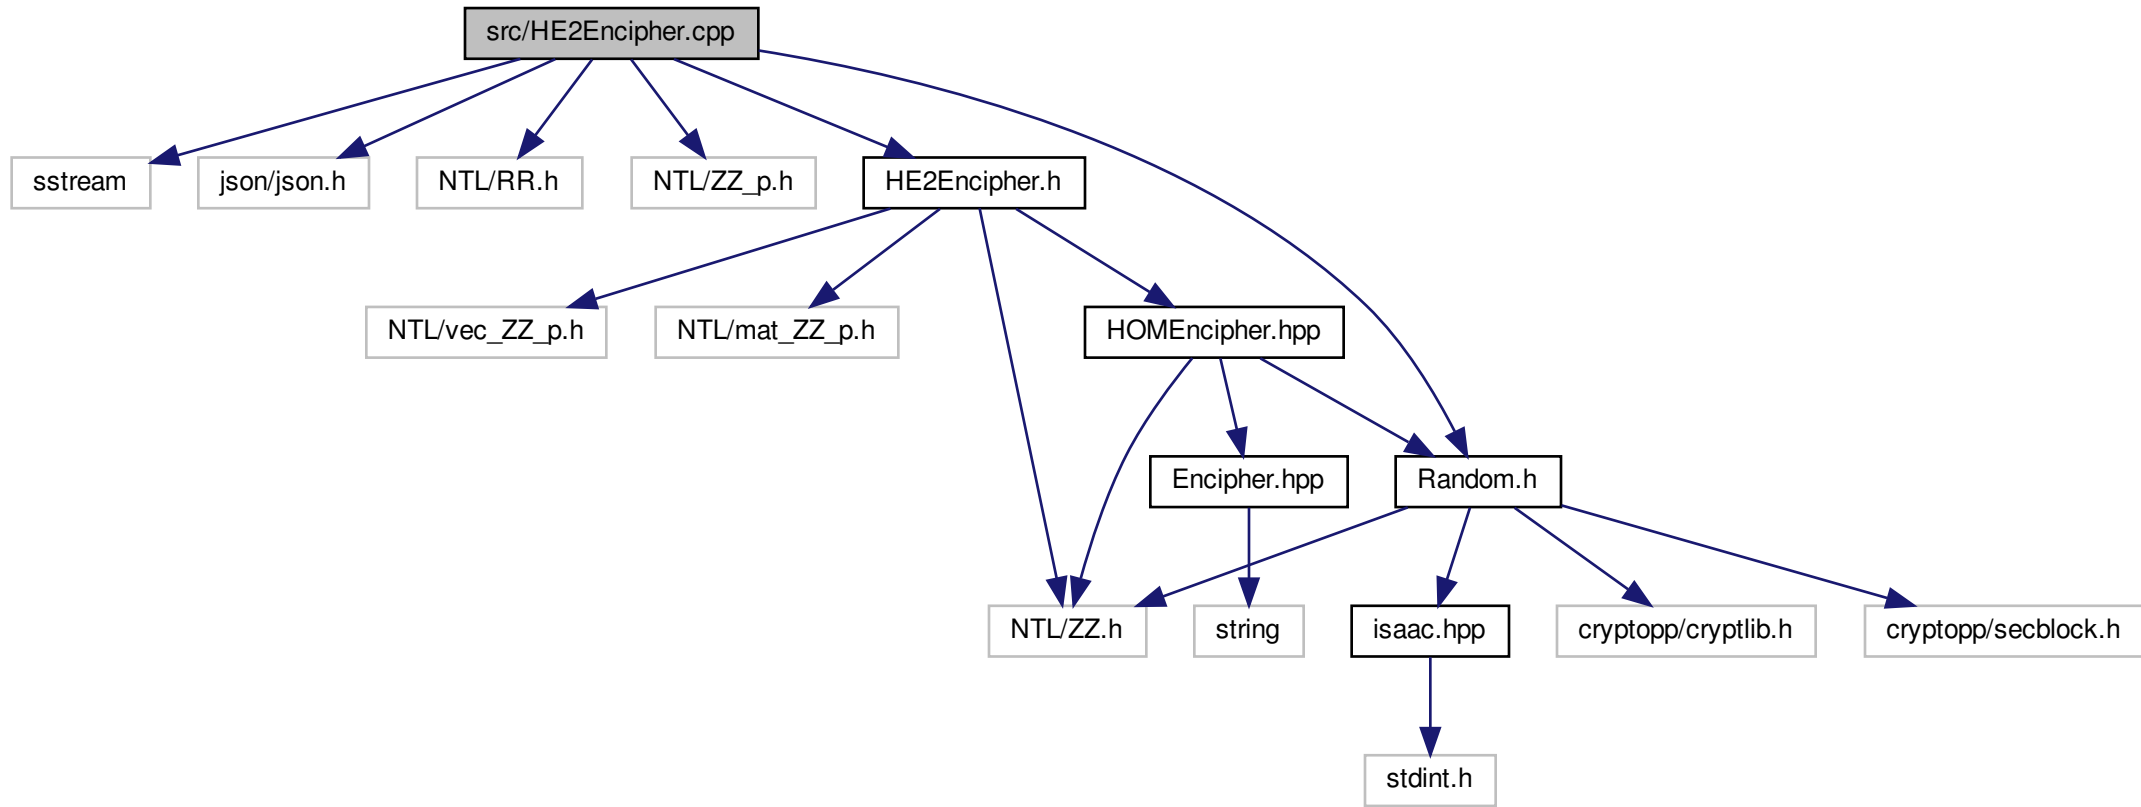 src/HE2Encipher.cpp
sstream
json/json.h
NTL/RR.h
NTL/ZZ_p.h
HE2Encipher.h
NTL/vec_ZZ_p.h
NTL/mat_ZZ_p.h
HOMEncipher.hpp
Encipher.hpp
Random.h
NTL/ZZ.h
string
isaac.hpp
cryptopp/cryptlib.h
cryptopp/secblock.h
stdint.h